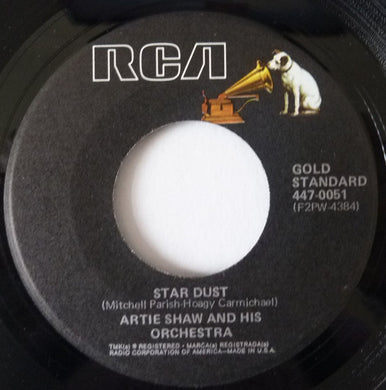 RCA
GOLD
STANDARD
447-0051
(F2PW-4384)
STAR DUST
(Mitchell Parish-Hoagy Carmichael)
ARTIE SHAW AND HIS
ORCHESTRA
TMK(s) ® REGISTERED • MARCA(s) REGISTRADA(s)
RADIO CORPORATION OF AMERICA—MADE IN U.S.A.